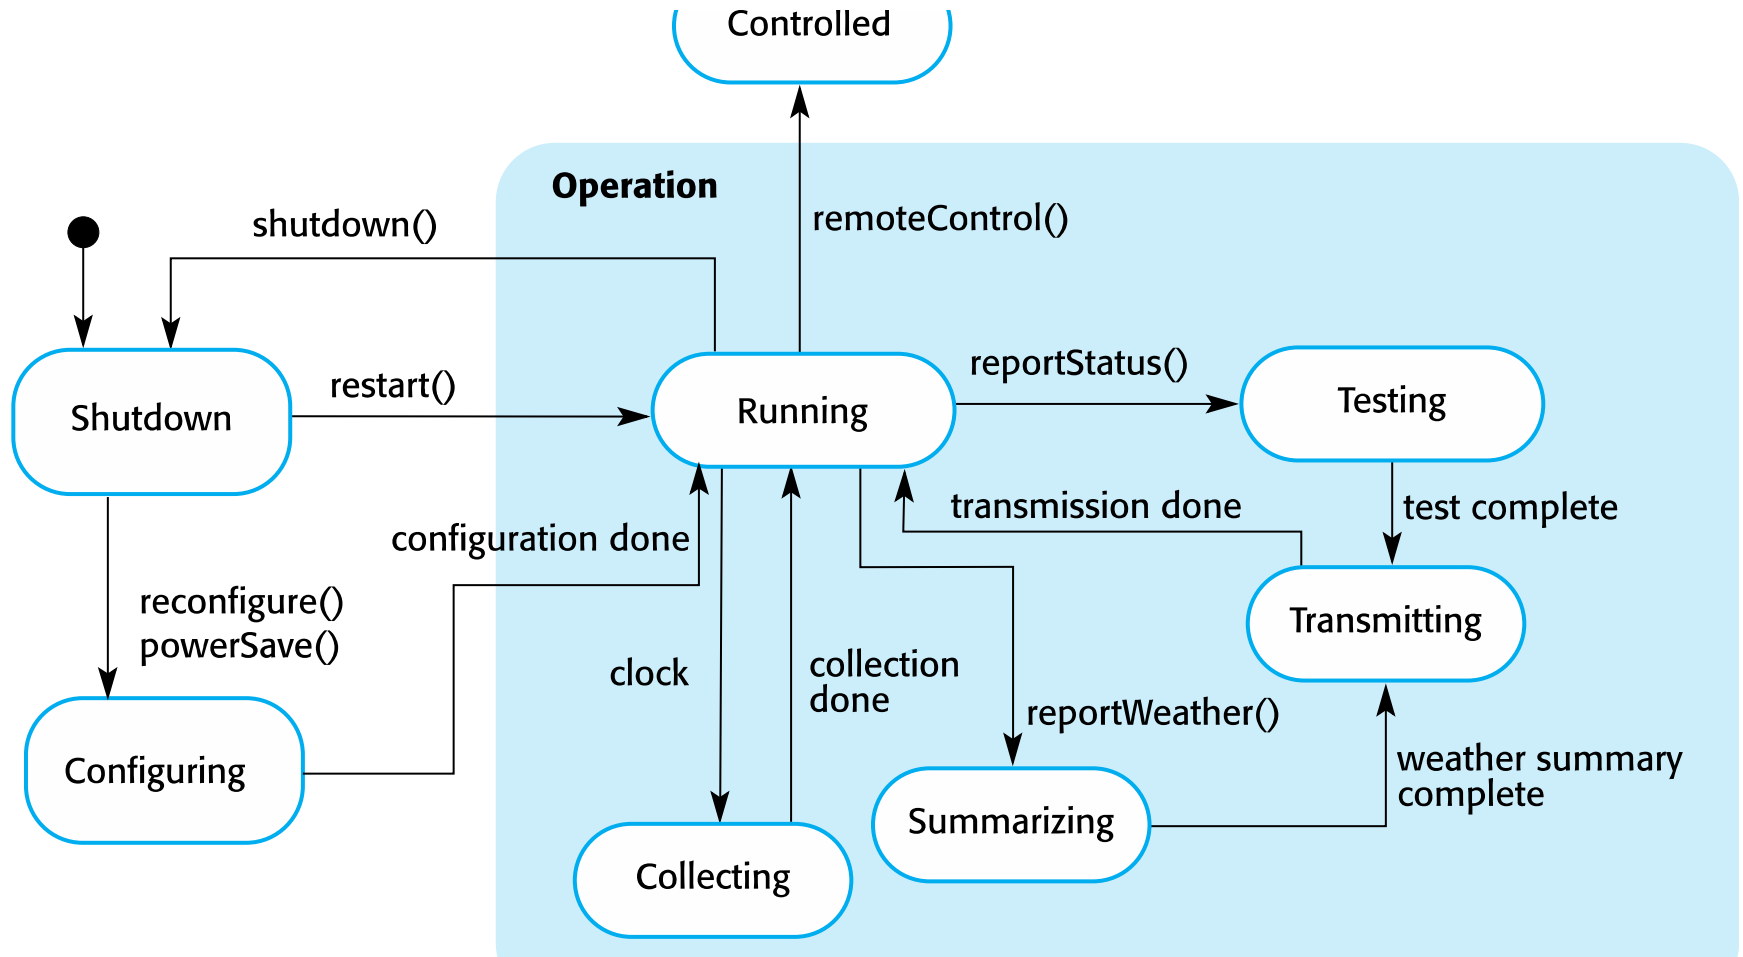 Controlled
Operation
shutdown()
remoteControl()
restart()
reportStatus()
Shutdown
Running
Testing
transmission done
test complete
configuration done
reconfigure()
powerSave()
Transmitting
clock
collection
done
reportWeather()
Configuring
weather summary
complete
Summarizing
Collecting